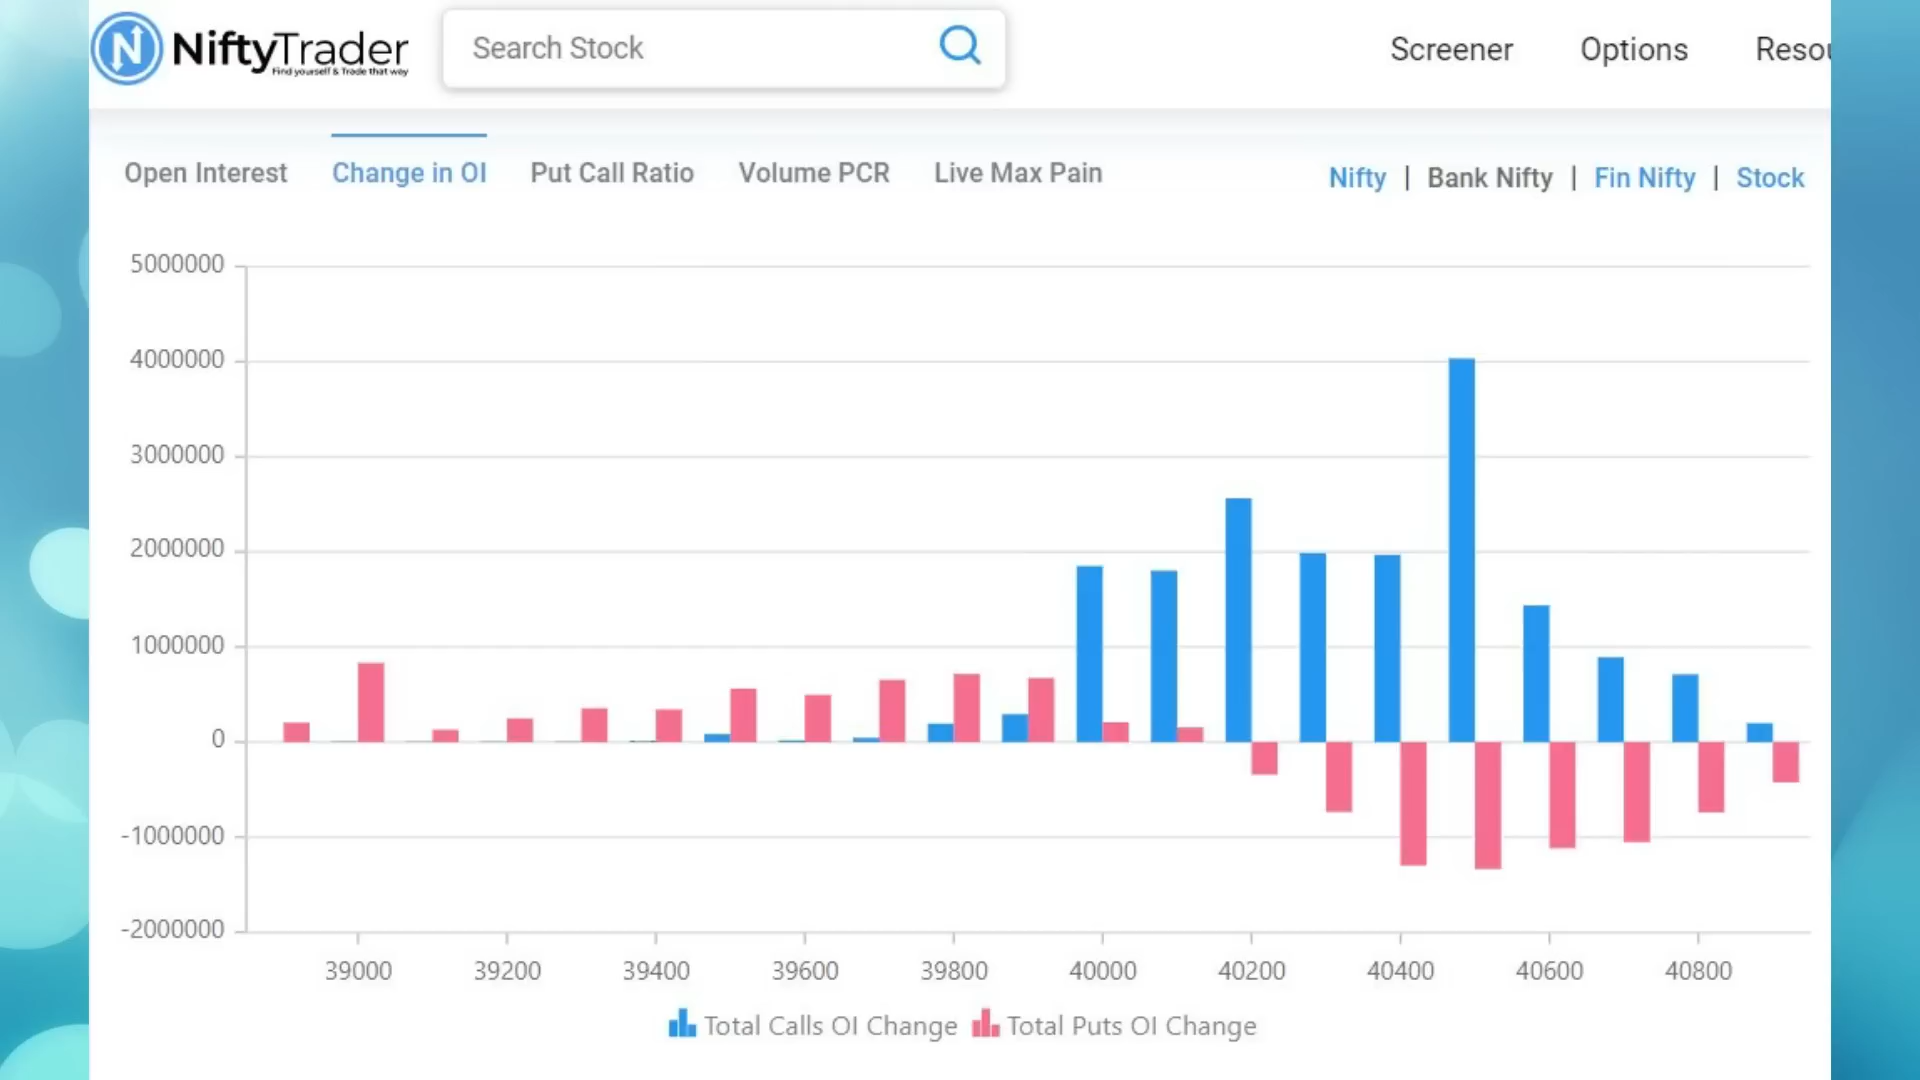 NiftyTrader
Find yourself & Trade that way
Search Stock
Screener
Options
Resou
Open Interest
Change in OI
Put Call Ratio
Volume PCR
Live Max Pain
Nifty | Bank Nifty | Fin Nifty | Stock
5000000
4000000
3000000
2000000
1000000
0
-1000000
-2000000
39000 39200 39400 39600 39800 40000 40200 40400 40600 40800
Total Calls OI Change Total Puts OI Change